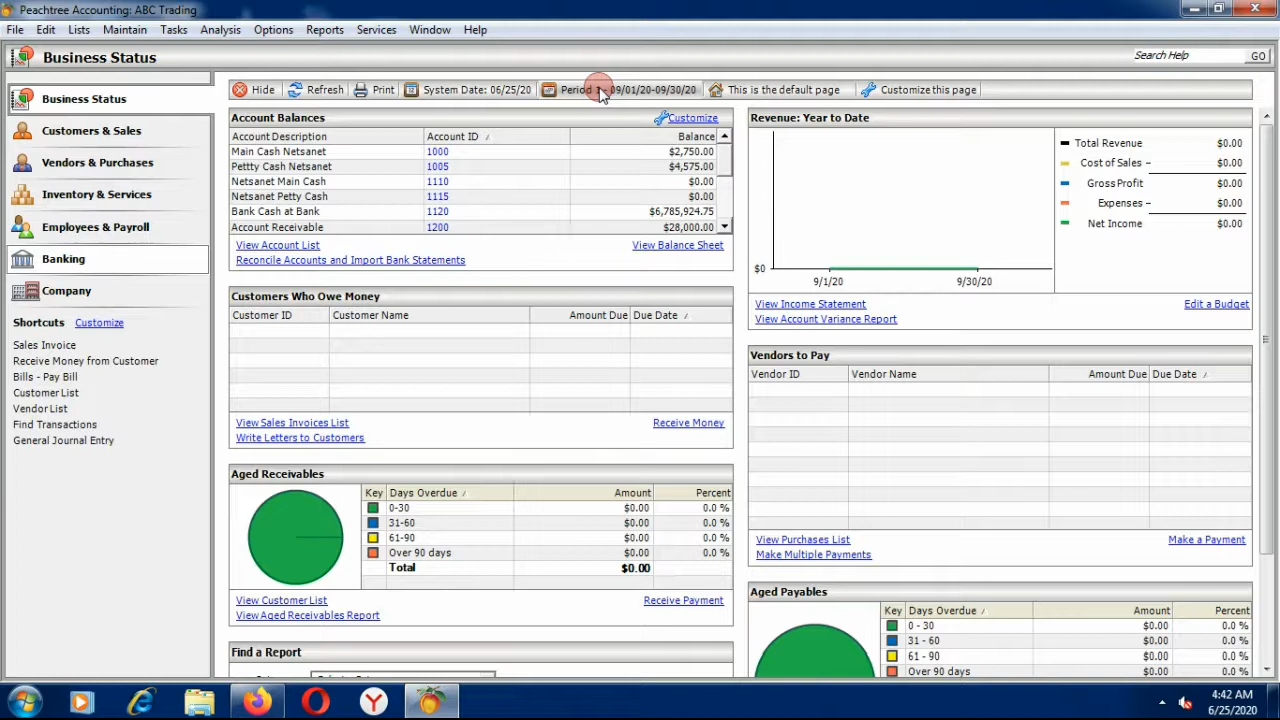 Peachtree Accounting: ABC Trading
File Edit Lists Maintain Tasks Analysis Options Reports Services Window Help
Business Status
Search Help GO
Business Status
Customers & Sales
Vendors & Purchases
Inventory & Services
Employees & Payroll
Banking
Company
Shortcuts Customize
Sales Invoice
Receive Money from Customer
Bills - Pay Bill
Customer List
Vendor List
Find Transactions
General Journal Entry
Hide Refresh Print System Date: 06/25/20 Period 09/01/20-09/30/20 This is the default page Customize this page
Account Balances Customize
Account Description Account ID Balance
Main Cash Netsanet 1000 $2,750.00
Pettty Cash Netsanet 1005 $4,575.00
Netsanet Main Cash 1110 $0.00
Netsanet Petty Cash 1115 $0.00
Bank Cash at Bank 1120 $6,785,924.75
Account Receivable 1200 $28,000.00
View Account List View Balance Sheet
Reconcile Accounts and Import Bank Statements
Customers Who Owe Money
Customer ID Customer Name Amount Due Due Date
View Sales Invoices List Receive Money
Write Letters to Customers
Aged Receivables
Key Days Overdue Amount Percent
0-30 $0.00 0.0 %
31-60 $0.00 0.0 %
61-90 $0.00 0.0 %
Over 90 days $0.00 0.0 %
Total $0.00
View Customer List Receive Payment
View Aged Receivables Report
Find a Report
Revenue: Year to Date
$0
9/1/20 9/30/20
Total Revenue $0.00
Cost of Sales - $0.00
Gross Profit $0.00
Expenses - $0.00
Net Income $0.00
View Income Statement Edit a Budget
View Account Variance Report
Vendors to Pay
Vendor ID Vendor Name Amount Due Due Date
View Purchases List Make a Payment
Make Multiple Payments
Aged Payables
Key Days Overdue Amount Percent
0 - 30 $0.00 0.0 %
31 - 60 $0.00 0.0 %
61 - 90 $0.00 0.0 %
Over 90 days $0.00 0.0 %
4:42 AM
6/25/2020